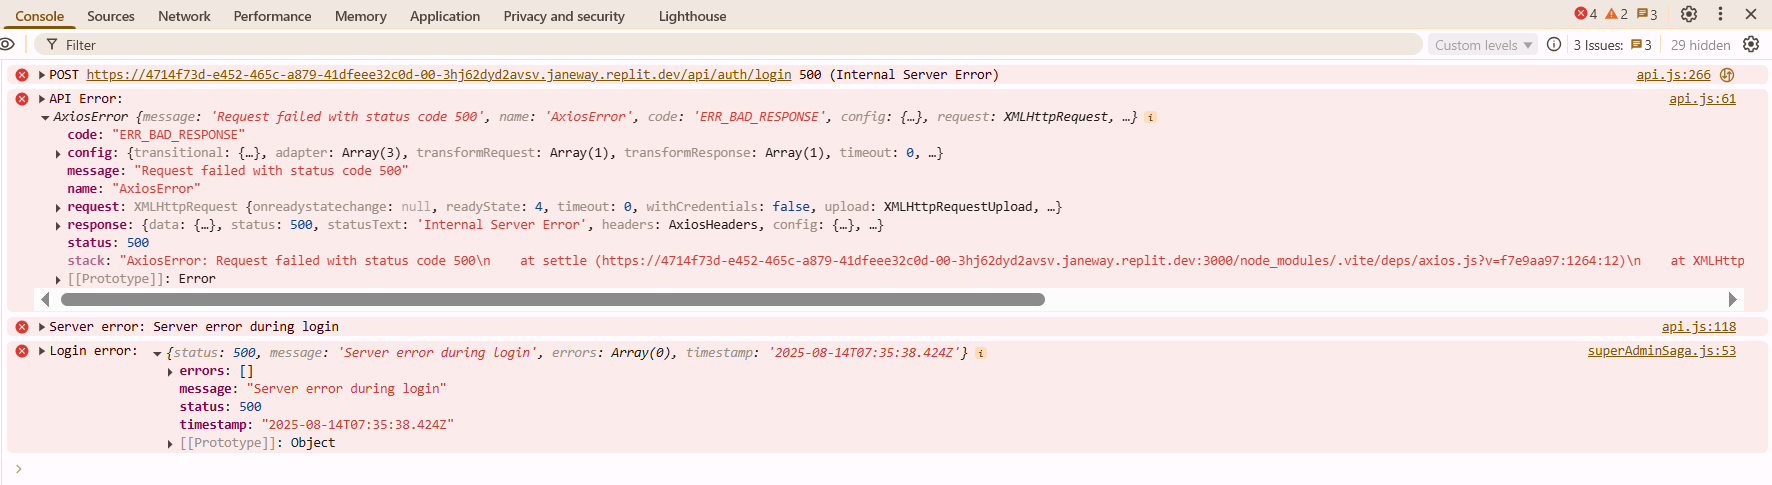 Console Sources Network Performance Memory Application Privacy and security Lighthouse 4 2 3
Filter Custom levels 3 Issues: 3 29 hidden
POST https://4714f73d-e452-465c-a879-41dfeee32c0d-00-3hj62dyd2avsv.janeway.replit.dev/api/auth/login 500 (Internal Server Error) api.js:266
API Error: api.js:61
AxiosError {message: 'Request failed with status code 500', name: 'AxiosError', code: 'ERR_BAD_RESPONSE', config: {…}, request: XMLHttpRequest, …}
code: "ERR_BAD_RESPONSE"
config: {transitional: {…}, adapter: Array(3), transformRequest: Array(1), transformResponse: Array(1), timeout: 0, …}
message: "Request failed with status code 500"
name: "AxiosError"
request: XMLHttpRequest {onreadystatechange: null, readyState: 4, timeout: 0, withCredentials: false, upload: XMLHttpRequestUpload, …}
response: {data: {…}, status: 500, statusText: 'Internal Server Error', headers: AxiosHeaders, config: {…}, …}
status: 500
stack: "AxiosError: Request failed with status code 500\n    at settle (https://4714f73d-e452-465c-a879-41dfeee32c0d-00-3hj62dyd2avsv.janeway.replit.dev:3000/node_modules/.vite/deps/axios.js?v=f7e9aa97:1264:12)\n    at XMLHttp
[[Prototype]]: Error
Server error: Server error during login api.js:118
Login error: {status: 500, message: 'Server error during login', errors: Array(0), timestamp: '2025-08-14T07:35:38.424Z'} superAdminSaga.js:53
errors: []
message: "Server error during login"
status: 500
timestamp: "2025-08-14T07:35:38.424Z"
[[Prototype]]: Object